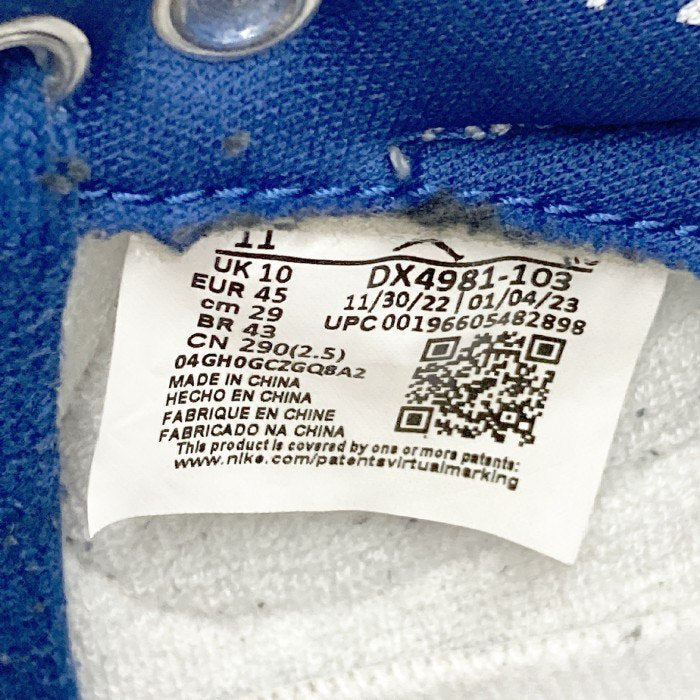 11
UK 10
EUR 45
cm 29
BR 43
CN 290(2.5)
04GH0GCZGQ8A2
MADE IN CHINA
HECHO EN CHINA
FABRIQUE EN CHINE
FABRICADO NA CHINA
DX4981-103
11/30/22 | 01/04/23
UPC 00196605482898
This product is covered by one or more patents:
www.nike.com/patentsvirtualmarking